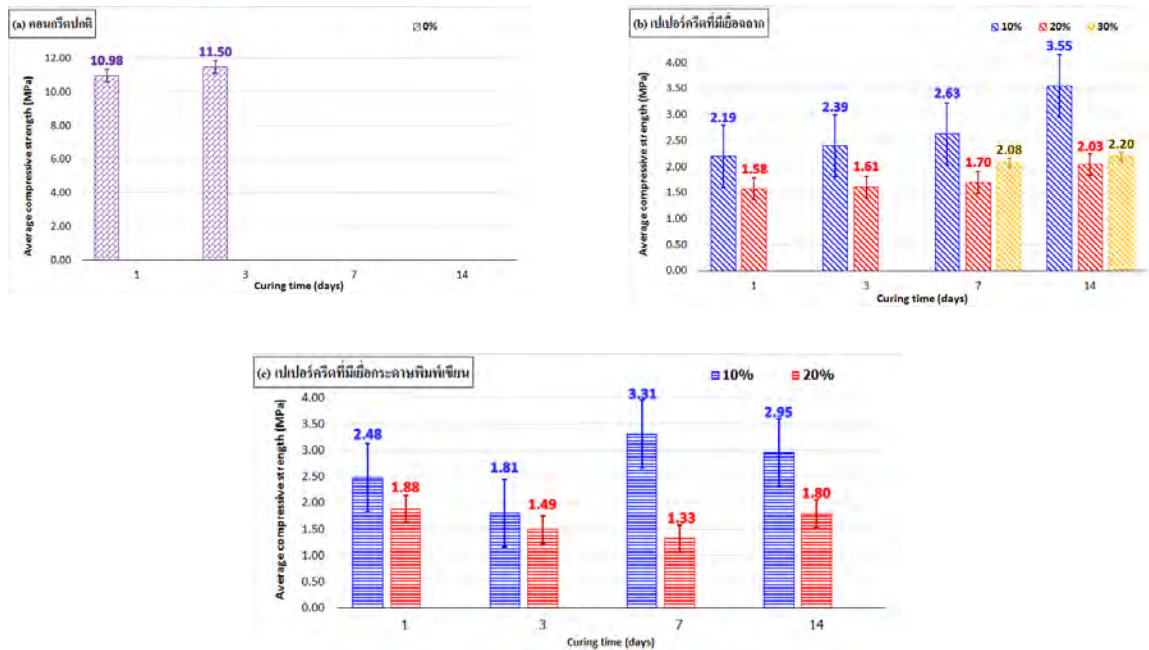 (a) คอนกรีตปกติ
0%
Average compressive strength (MPa)
12.00
10.00
8.00
6.00
4.00
2.00
0.00
10.98
11.50
1 3 7 14
Curing time (days)
(b) เปเปอร์ครีตที่มีเยื่อฉลาก
10% 20% 30%
Average compressive strength (MPa)
4.00
3.50
3.00
2.50
2.00
1.50
1.00
0.50
0.00
2.19 1.58
2.39 1.61
2.63 1.70 2.08
3.55 2.03 2.20
1 3 7 14
Curing time (days)
(c) เปเปอร์ครีตที่มีเยื่อกระดาษพิมพ์เขียน
10% 20%
Average compressive strength (MPa)
4.00
3.50
3.00
2.50
2.00
1.50
1.00
0.50
0.00
2.48 1.88
1.81 1.49
3.31 1.33
2.95 1.80
1 3 7 14
Curing time (days)